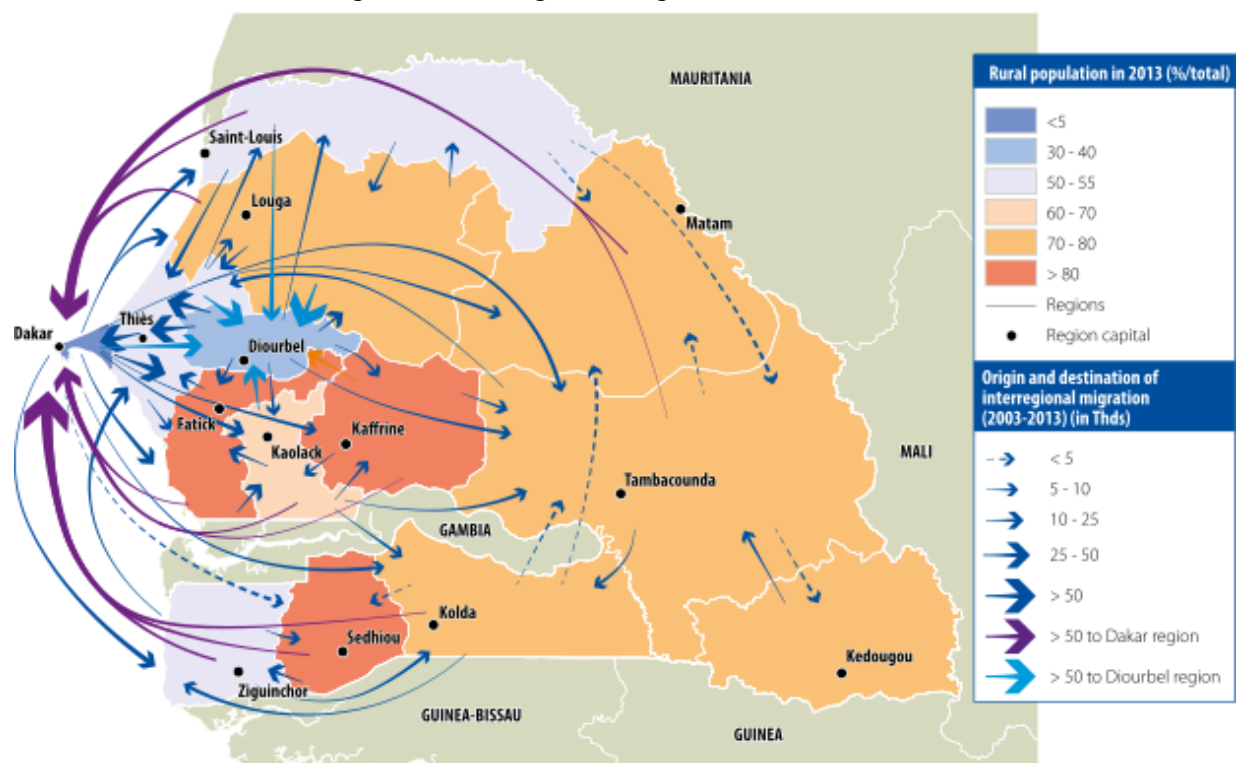 MAURITANIA
Saint-Louis
Louga
Matam
Thiès
Dakar
Diourbel
Fatick
Kaolack
Kaffrine
Tambacounda
MALI
GAMBIA
Kolda
Sedhiou
Ziguinchor
Kedougou
GUINEA-BISSAU
GUINEA
Rural population in 2013 (%/total)
<5
30 - 40
50 - 55
60 - 70
70 - 80
> 80
Regions
Region capital
Origin and destination of
interregional migration
(2003-2013) (in Thds)
< 5
5 - 10
10 - 25
25 - 50
> 50
> 50 to Dakar region
> 50 to Diourbel region